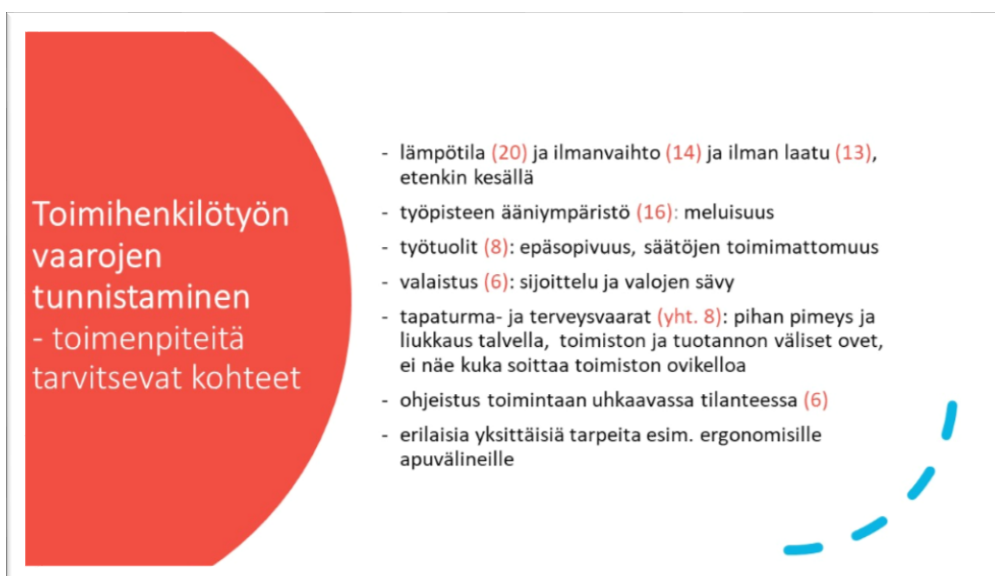 Toimihenkilötyön
vaarojen
tunnistaminen
- toimenpiteitä
tarvitsevat kohteet
- lämpötila (20) ja ilmanvaihto (14) ja ilman laatu (13),
etenkin kesällä
- työpisteen ääniympäristö (16): meluisuus
- työtuolit (8): epäsopivuus, säätöjen toimimattomuus
- valaistus (6): sijoittelu ja valojen sävy
- tapaturma- ja terveysvaarat (yht. 8): pihan pimeys ja
liukkaus talvella, toimiston ja tuotannon väliset ovet,
ei näe kuka soittaa toimiston ovikelloa
- ohjeistus toimintaan uhkaavassa tilanteessa (6)
- erilaisia yksittäisiä tarpeita esim. ergonomisille
apuvälineille